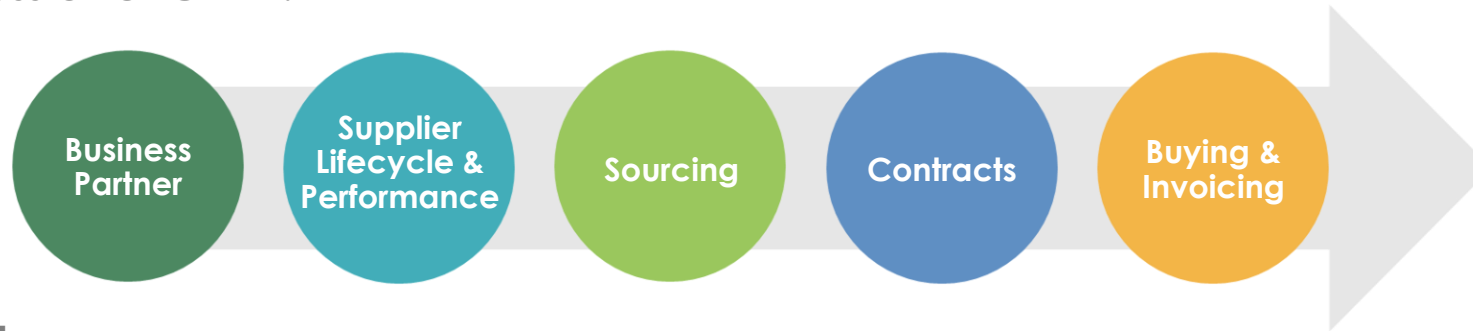 Business
Partner
Supplier
Lifecycle &
Performance
Sourcing
Contracts
Buying &
Invoicing